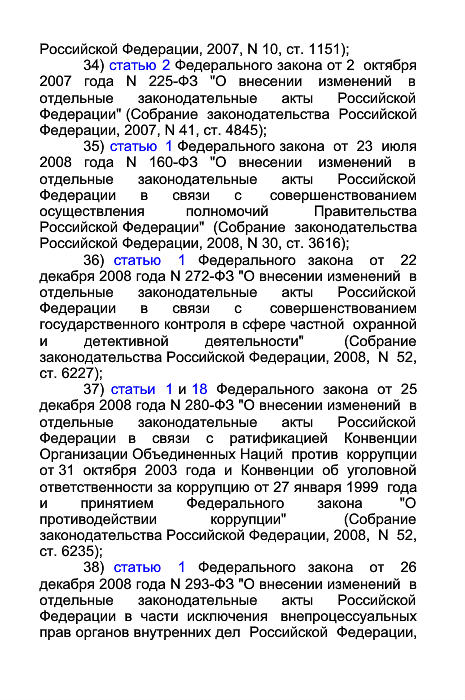 Российской Федерации, 2007, N 10, ст. 1151);
34) статью 2 Федерального закона от 2 октября
2007 года N 225-ФЗ "О внесении изменений в
отдельные законодательные акты Российской
Федерации" (Собрание законодательства Российской
Федерации, 2007, N 41, ст. 4845);
35) статью 1 Федерального закона от 23 июля
2008 года N 160-ФЗ "О внесении изменений в
отдельные законодательные акты Российской
Федерации в связи с совершенствованием
осуществления полномочий Правительства
Российской Федерации" (Собрание законодательства
Российской Федерации, 2008, N 30, ст. 3616);
36) статью 1 Федерального закона от 22
декабря 2008 года N 272-ФЗ "О внесении изменений в
отдельные законодательные акты Российской
Федерации в связи с совершенствованием
государственного контроля в сфере частной охранной
и детективной деятельности" (Собрание
законодательства Российской Федерации, 2008, N 52,
ст. 6227);
37) статьи 1 и 18 Федерального закона от 25
декабря 2008 года N 280-ФЗ "О внесении изменений в
отдельные законодательные акты Российской
Федерации в связи с ратификацией Конвенции
Организации Объединенных Наций против коррупции
от 31 октября 2003 года и Конвенции об уголовной
ответственности за коррупцию от 27 января 1999 года
и принятием Федерального закона "О
противодействии коррупции" (Собрание
законодательства Российской Федерации, 2008, N 52,
ст. 6235);
38) статью 1 Федерального закона от 26
декабря 2008 года N 293-ФЗ "О внесении изменений в
отдельные законодательные акты Российской
Федерации в части исключения внепроцессуальных
прав органов внутренних дел Российской Федерации,